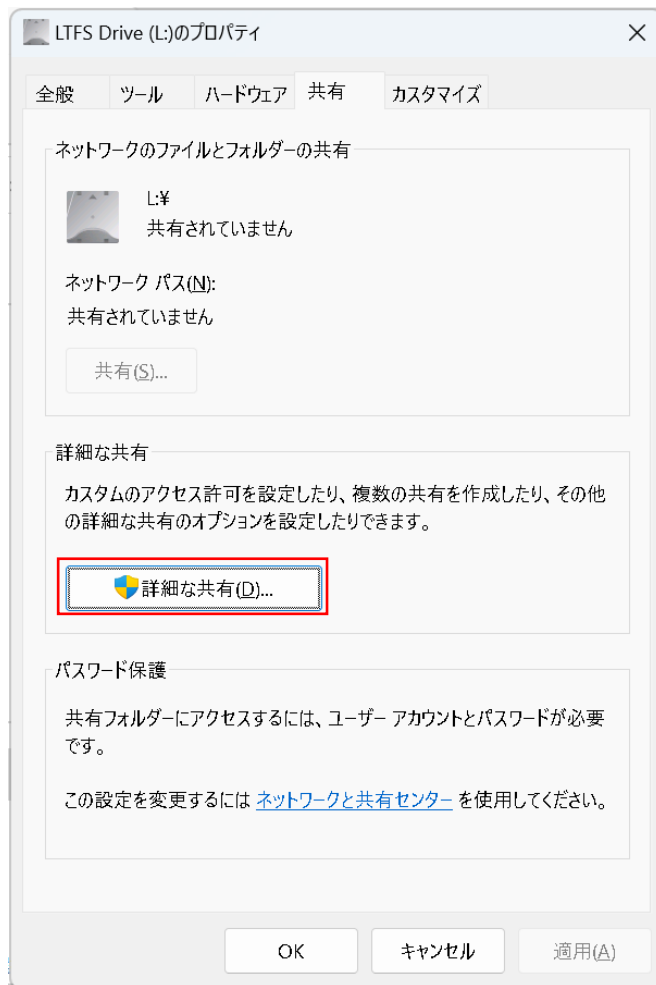 LTFS Drive (L:)のプロパティ
全般 ツール ハードウェア 共有 カスタマイズ
ネットワークのファイルとフォルダーの共有
L:¥
共有されていません
ネットワーク パス(N):
共有されていません
共有(S)...
詳細な共有
カスタムのアクセス許可を設定したり、複数の共有を作成したり、その他
の詳細な共有のオプションを設定したりできます。
詳細な共有(D)...
パスワード保護
共有フォルダーにアクセスするには、ユーザー アカウントとパスワードが必要
です。
この設定を変更するには ネットワークと共有センター を使用してください。
OK キャンセル 適用(A)